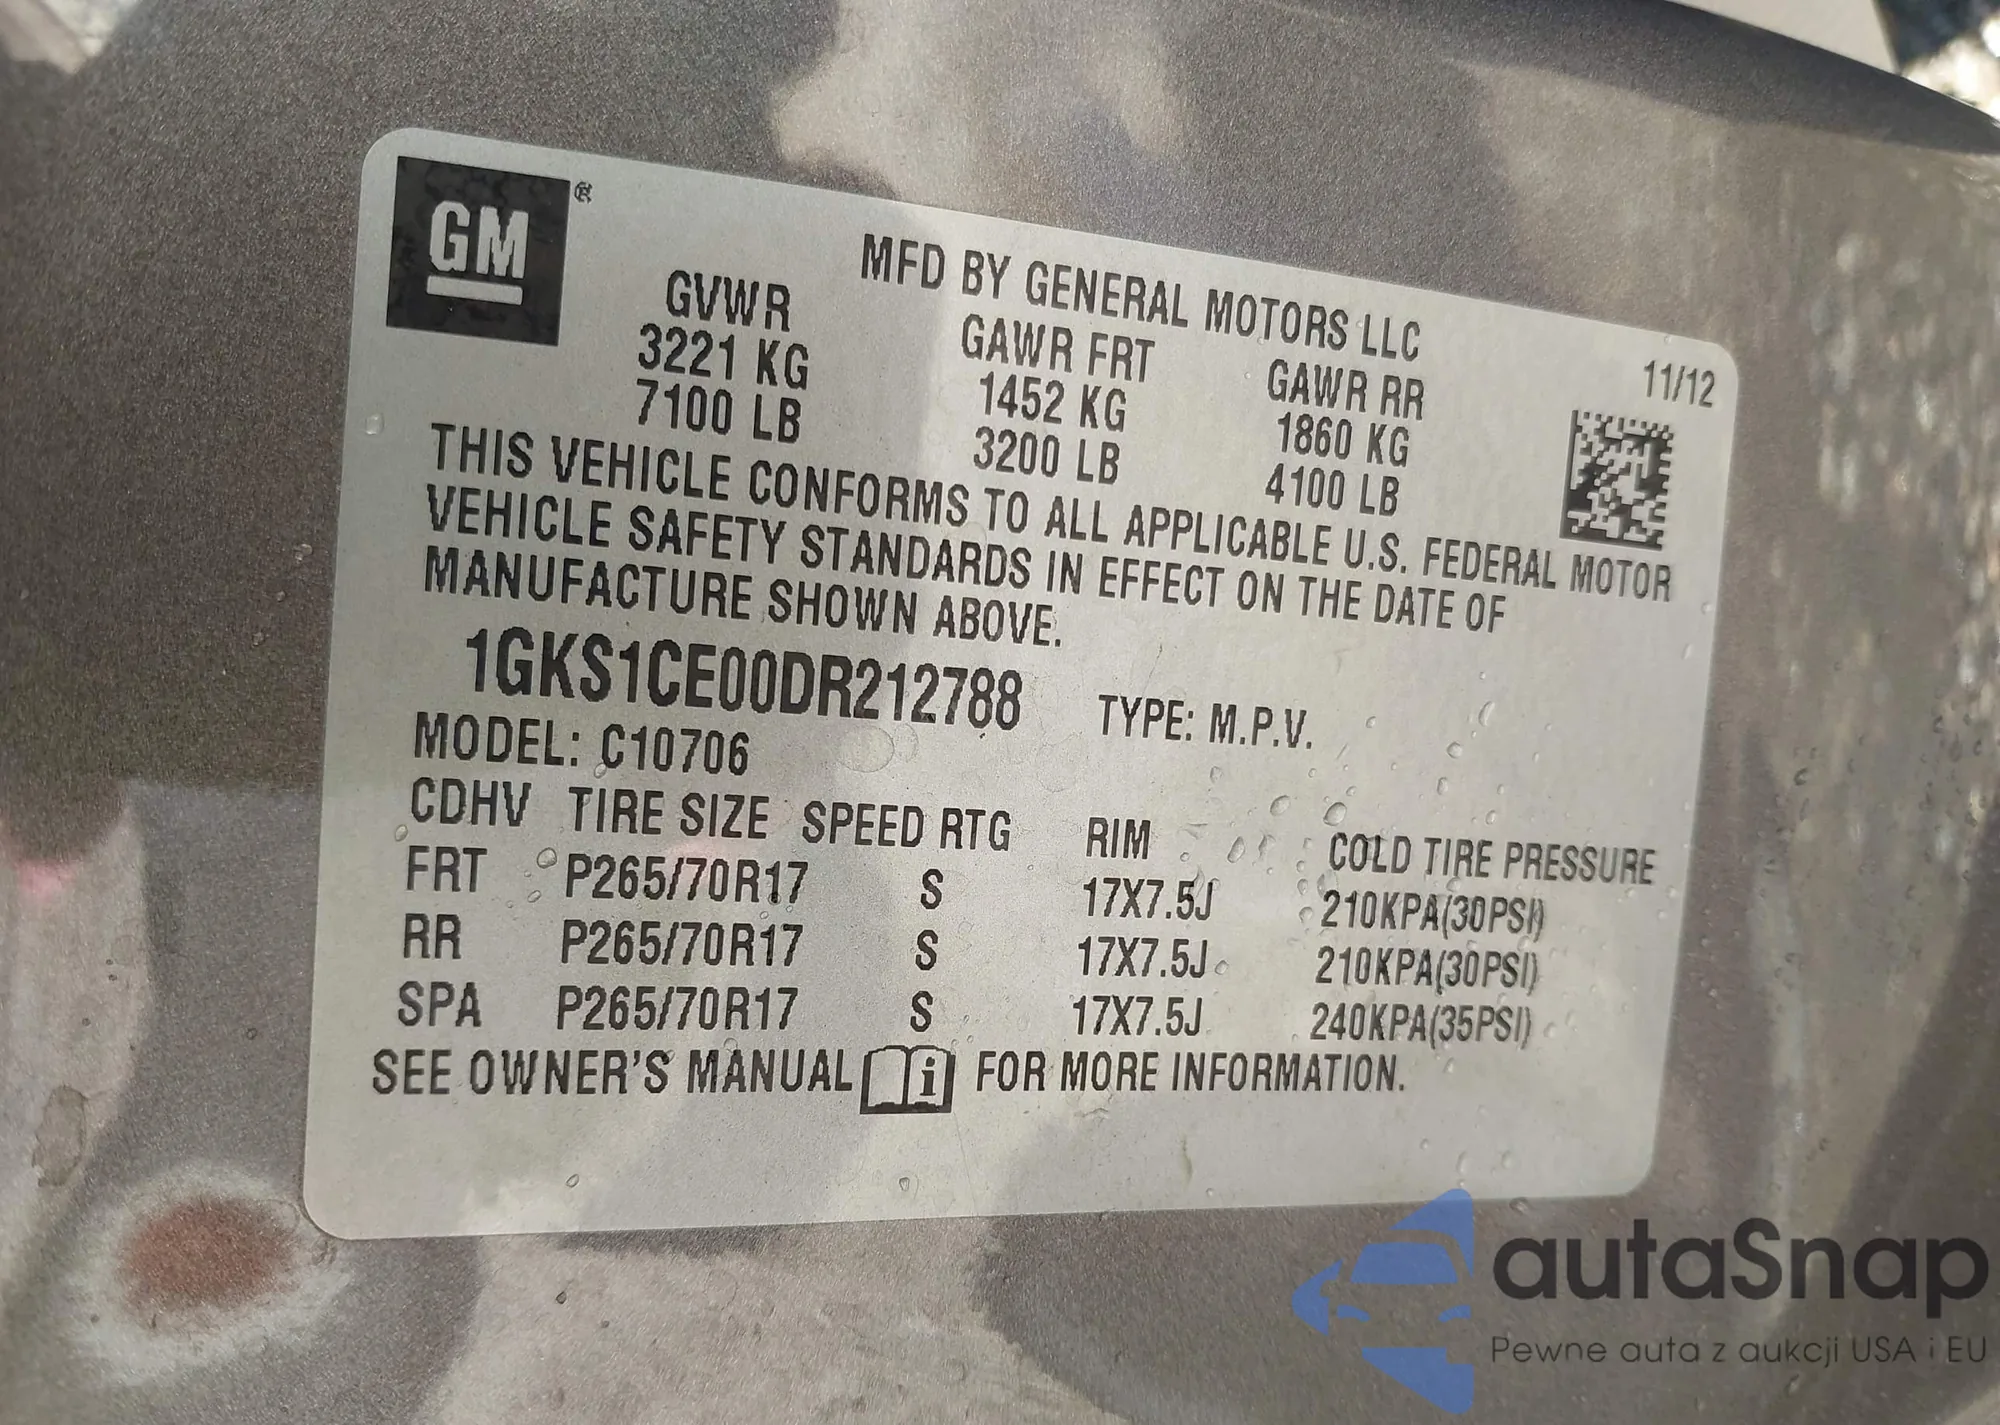 GM ®
MFD BY GENERAL MOTORS LLC
11/12
GVWR GAWR FRT GAWR RR
3221 KG 1452 KG 1860 KG
7100 LB 3200 LB 4100 LB
THIS VEHICLE CONFORMS TO ALL APPLICABLE U.S. FEDERAL MOTOR
VEHICLE SAFETY STANDARDS IN EFFECT ON THE DATE OF
MANUFACTURE SHOWN ABOVE.
1GKS1CE00DR212788 TYPE: M.P.V.
MODEL: C10706
CDHV TIRE SIZE SPEED RTG RIM COLD TIRE PRESSURE
FRT P265/70R17 S 17X7.5J 210KPA(30PSI)
RR P265/70R17 S 17X7.5J 210KPA(30PSI)
SPA P265/70R17 S 17X7.5J 240KPA(35PSI)
SEE OWNER'S MANUAL i FOR MORE INFORMATION.
autaSnap
Pewne auta z aukcji USA i EU